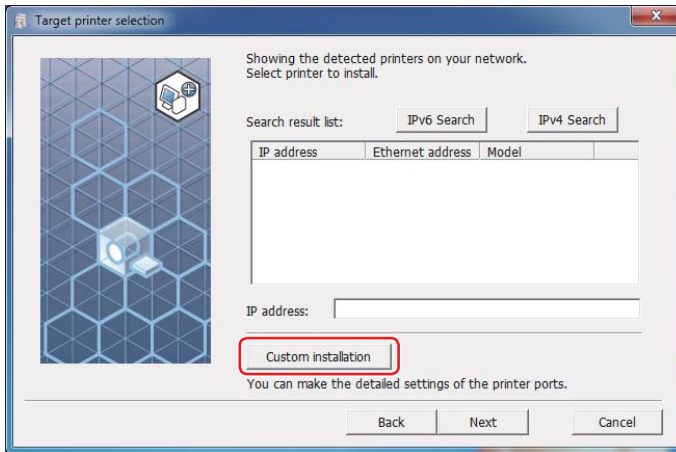 Target printer selection
Showing the detected printers on your network.
Select printer to install.
Search result list:
IPv6 Search
IPv4 Search
IP address
Ethernet address
Model
IP address:
Custom installation
You can make the detailed settings of the printer ports.
Back
Next
Cancel